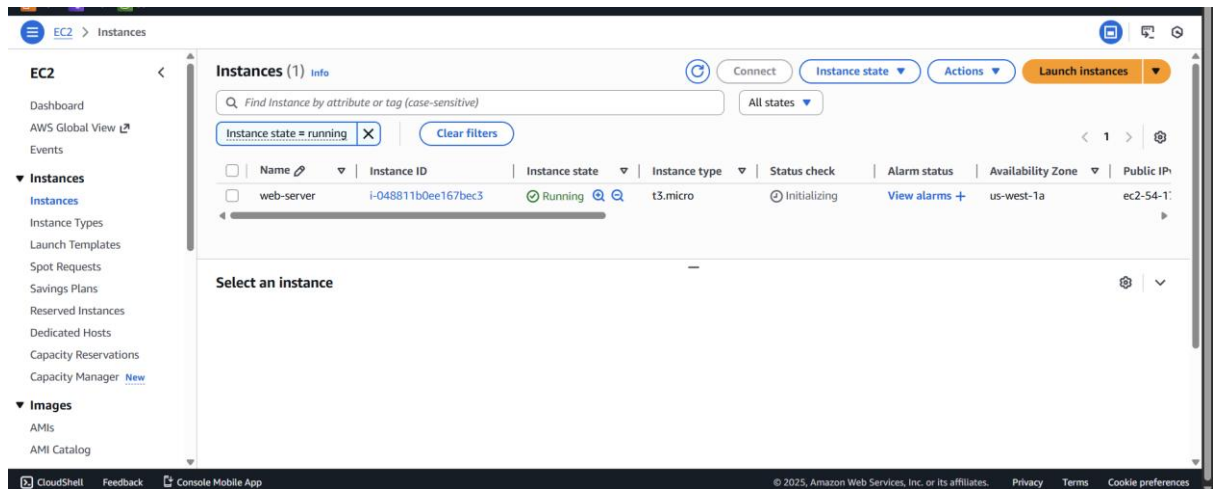 EC2 > Instances
EC2
Dashboard
AWS Global View
Events
Instances
Instances
Instance Types
Launch Templates
Spot Requests
Savings Plans
Reserved Instances
Dedicated Hosts
Capacity Reservations
Capacity Manager New
Images
AMIs
AMI Catalog
Instances (1) Info
Connect Instance state Actions Launch instances
Find Instance by attribute or tag (case-sensitive) All states
Instance state = running Clear filters
< 1 >
Name Instance ID Instance state Instance type Status check Alarm status Availability Zone Public
web-server i-048811b0ee167bec3 Running t3.micro Initializing View alarms + us-west-1a
Select an instance
CloudShell Feedback Console Mobile App © 2025, Amazon Web Services, Inc. or its affiliates. Privacy Terms Cookie preferences